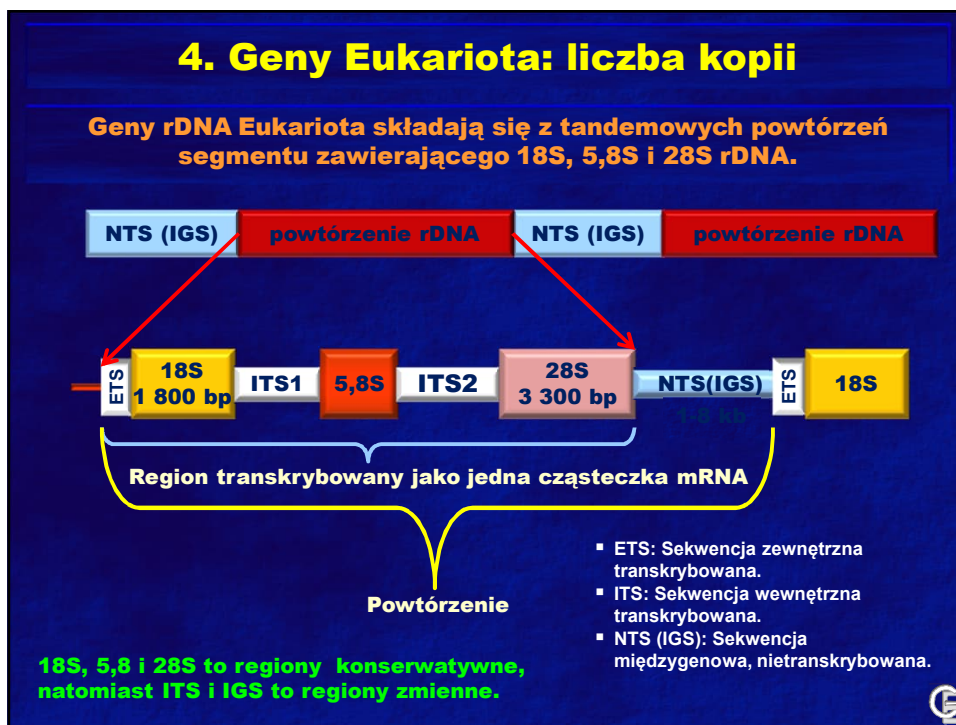 4. Geny Eukariota: liczba kopii
Geny rDNA Eukariota składają się z tandemowych powtórzeń
segmentu zawierającego 18S, 5,8S i 28S rDNA.
NTS (IGS) powtórzenie rDNA NTS (IGS) powtórzenie rDNA
ETS
18S
1 800 bp
ITS1
5,8S
ITS2
28S
3 300 bp
NTS(IGS)
1-8 kb
ETS
18S
Region transkrybowany jako jedna cząsteczka mRNA
Powtórzenie
▪ ETS: Sekwencja zewnętrzna
transkrybowana.
▪ ITS: Sekwencja wewnętrzna
transkrybowana.
▪ NTS (IGS): Sekwencja
międzygenowa, nietranskrybowana.
18S, 5,8 i 28S to regiony konserwatywne,
natomiast ITS i IGS to regiony zmienne.